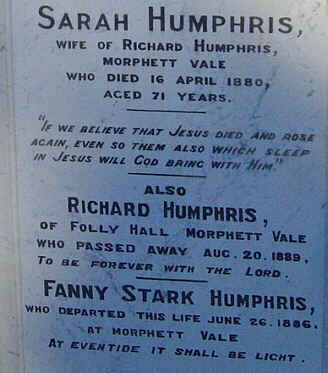 SARAH HUMPHRIS,
WIFE OF RICHARD HUMPHRIS,
MORPHETT VALE
WHO DIED 16 APRIL 1880,
AGED 71 YEARS.
"IF WE BELIEVE THAT JESUS DIED AND ROSE
AGAIN, EVEN SO THEM ALSO WHICH SLEEP
IN JESUS WILL GOD BRING WITH HIM."
ALSO
RICHARD HUMPHRIS,
OF FOLLY HALL MORPHETT VALE
WHO PASSED AWAY AUG. 20. 1889,
TO BE FOREVER WITH THE LORD.
FANNY STARK HUMPHRIS,
WHO DEPARTED THIS LIFE JUNE 26. 1886.
AT MORPHETT VALE
AT EVENTIDE IT SHALL BE LIGHT.